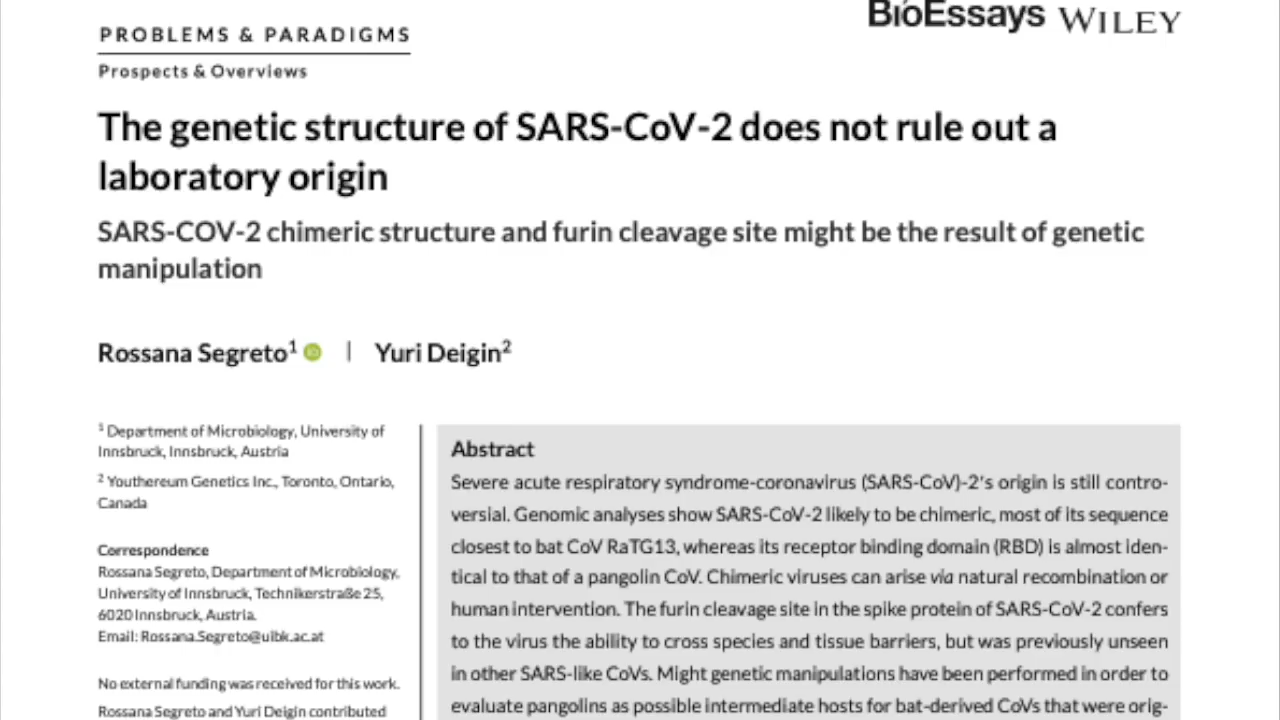 BioEssays WILEY
PROBLEMS & PARADIGMS
Prospects & Overviews
The genetic structure of SARS-CoV-2 does not rule out a
laboratory origin
SARS-COV-2 chimeric structure and furin cleavage site might be the result of genetic
manipulation
Rossana Segreto1 iD | Yuri Deigin2
1 Department of Microbiology, University of
Innsbruck, Innsbruck, Austria
2 Youthereum Genetics Inc., Toronto, Ontario,
Canada
Correspondence
Rossana Segreto, Department of Microbiology,
University of Innsbruck, Technikerstraße 25,
6020 Innsbruck, Austria.
Email: Rossana.Segreto@uibk.ac.at
No external funding was received for this work.
Rossana Segreto and Yuri Deigin contributed
Abstract
Severe acute respiratory syndrome-coronavirus (SARS-CoV)-2's origin is still contro-
versial. Genomic analyses show SARS-CoV-2 likely to be chimeric, most of its sequence
closest to bat CoV RaTG13, whereas its receptor binding domain (RBD) is almost iden-
tical to that of a pangolin CoV. Chimeric viruses can arise via natural recombination or
human intervention. The furin cleavage site in the spike protein of SARS-CoV-2 confers
to the virus the ability to cross species and tissue barriers, but was previously unseen
in other SARS-like CoVs. Might genetic manipulations have been performed in order to
evaluate pangolins as possible intermediate hosts for bat-derived CoVs that were orig-